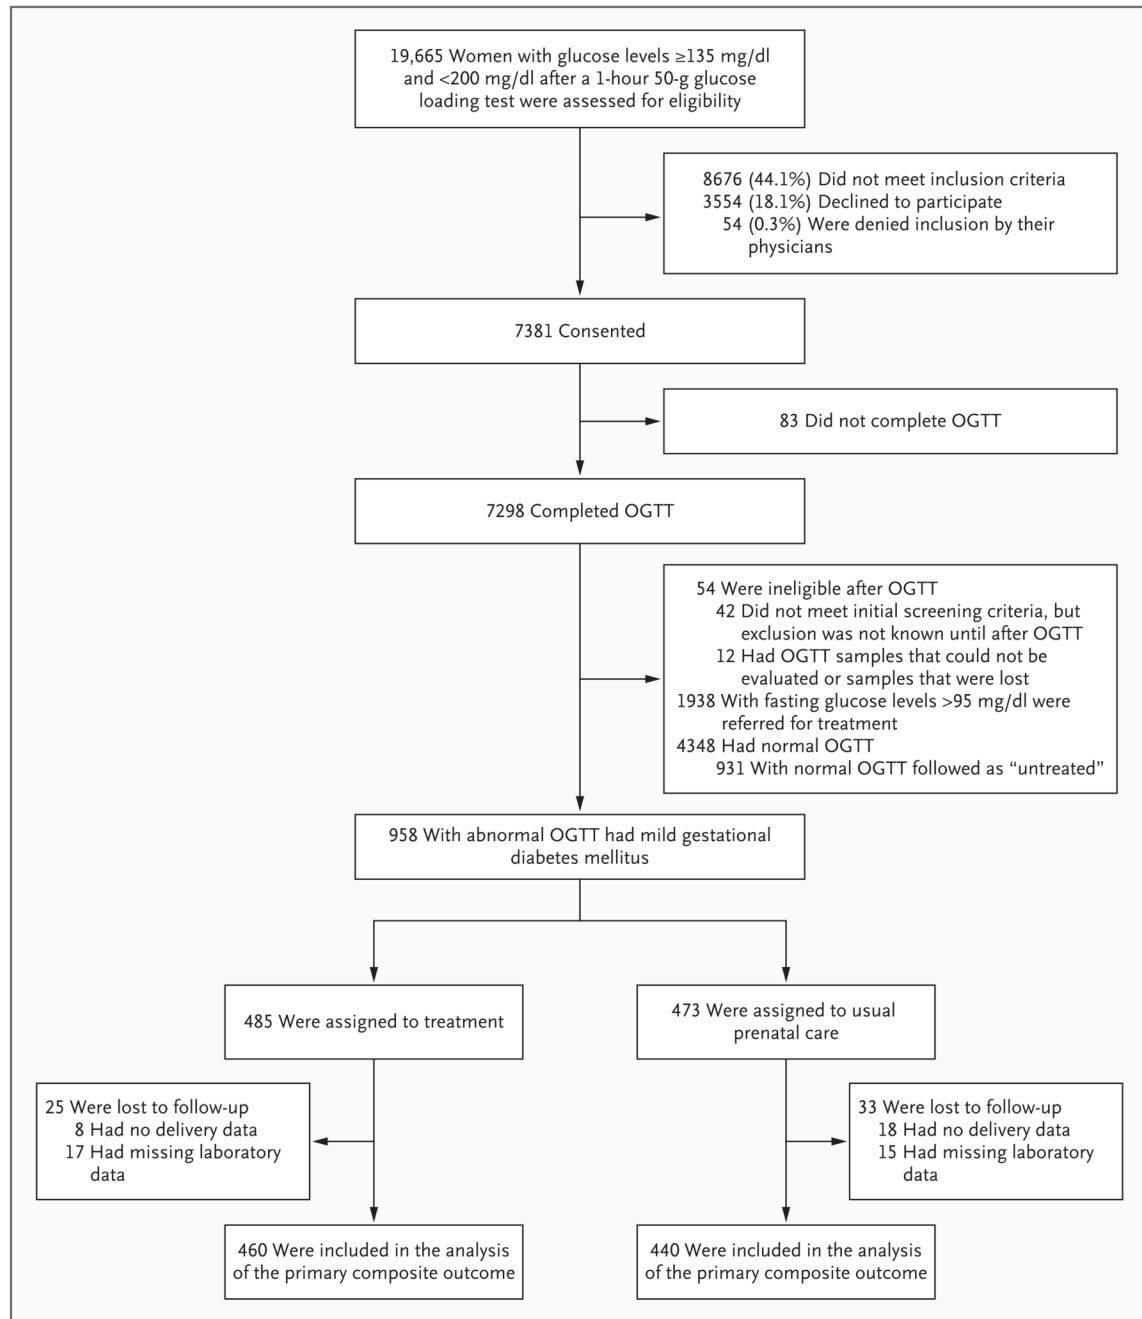 19,665 Women with glucose levels ≥135 mg/dl
and <200 mg/dl after a 1-hour 50-g glucose
loading test were assessed for eligibility
8676 (44.1%) Did not meet inclusion criteria
3554 (18.1%) Declined to participate
54 (0.3%) Were denied inclusion by their
physicians
7381 Consented
83 Did not complete OGTT
7298 Completed OGTT
54 Were ineligible after OGTT
42 Did not meet initial screening criteria, but
exclusion was not known until after OGTT
12 Had OGTT samples that could not be
evaluated or samples that were lost
1938 With fasting glucose levels >95 mg/dl were
referred for treatment
4348 Had normal OGTT
931 With normal OGTT followed as “untreated”
958 With abnormal OGTT had mild gestational
diabetes mellitus
485 Were assigned to treatment
473 Were assigned to usual
prenatal care
25 Were lost to follow-up
8 Had no delivery data
17 Had missing laboratory
data
33 Were lost to follow-up
18 Had no delivery data
15 Had missing laboratory
data
460 Were included in the analysis
of the primary composite outcome
440 Were included in the analysis
of the primary composite outcome